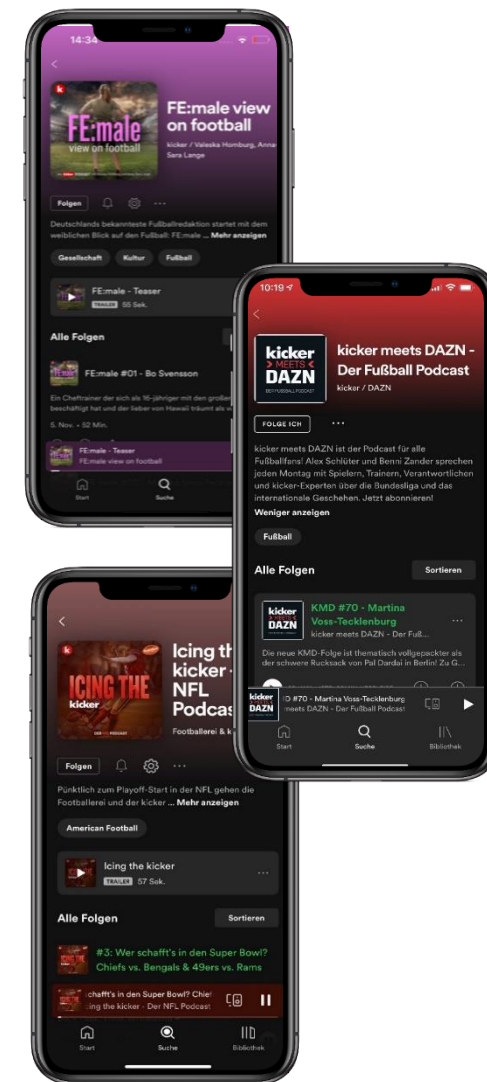 14:34
FE:male
view on football
FE:male view
on football
kicker / Valeska Homburg, Anna-
Sara Lange
Folgen
Deutschlands bekannteste Fußballredaktion startet mit dem
weiblichen Blick auf den Fußball: FE:male ... Mehr anzeigen
Gesellschaft
Kultur
Fußball
FE:male - Teaser
TRAILER 55 Sek.
Alle Folgen
FE:male #01 - Bo Svensson
Ein Cheftrainer der sich als 16-jähriger mit den großen
beschäftigt hat und der lieber von Hawaii träumt als
5. Nov. • 52 Min.
FE:male - Teaser
FE:male view on football
Start
Suche
10:19
kicker
> MEETS <
DAZN
DER FUSSBALL PODCAST
kicker meets DAZN -
Der Fußball Podcast
kicker / DAZN
FOLGE ICH
kicker meets DAZN ist der Podcast für alle
Fußballfans! Alex Schlüter und Benni Zander sprechen
jeden Montag mit Spielern, Trainern, Verantwortlichen
und kicker-Experten über die Bundesliga und das
internationale Geschehen. Jetzt abonnieren!
Weniger anzeigen
Fußball
Alle Folgen
Sortieren
kicker
MEETS
DAZN
KMD #70 - Martina
Voss-Tecklenburg
kicker meets DAZN - Der Fuß...
Die neue KMD-Folge ist thematisch vollgepackter als
der schwere Rucksack von Pal Dardai in Berlin! Zu G...
kicker
MEETS
DAZN
D #70 - Martina Voss-Tecklenburg
meets DAZN - Der Fußball Podcast
Start
Suche
Bibliothek
ICING THE
kicker
DER NFL PODCAST
Icing th
kicker -
NFL
Podcas
Footballerei & k
Folgen
Pünktlich zum Playoff-Start in der NFL gehen die
Footballerei und der kicker ... Mehr anzeigen
American Football
Icing the kicker
TRAILER 57 Sek.
Alle Folgen
Sortieren
#3: Wer schafft's in den Super Bowl?
Chiefs vs. Bengals & 49ers vs. Rams
chafft's in den Super Bowl? Chief
ing the kicker - Der NFL Podcast
Start
Suche
Bibliothek